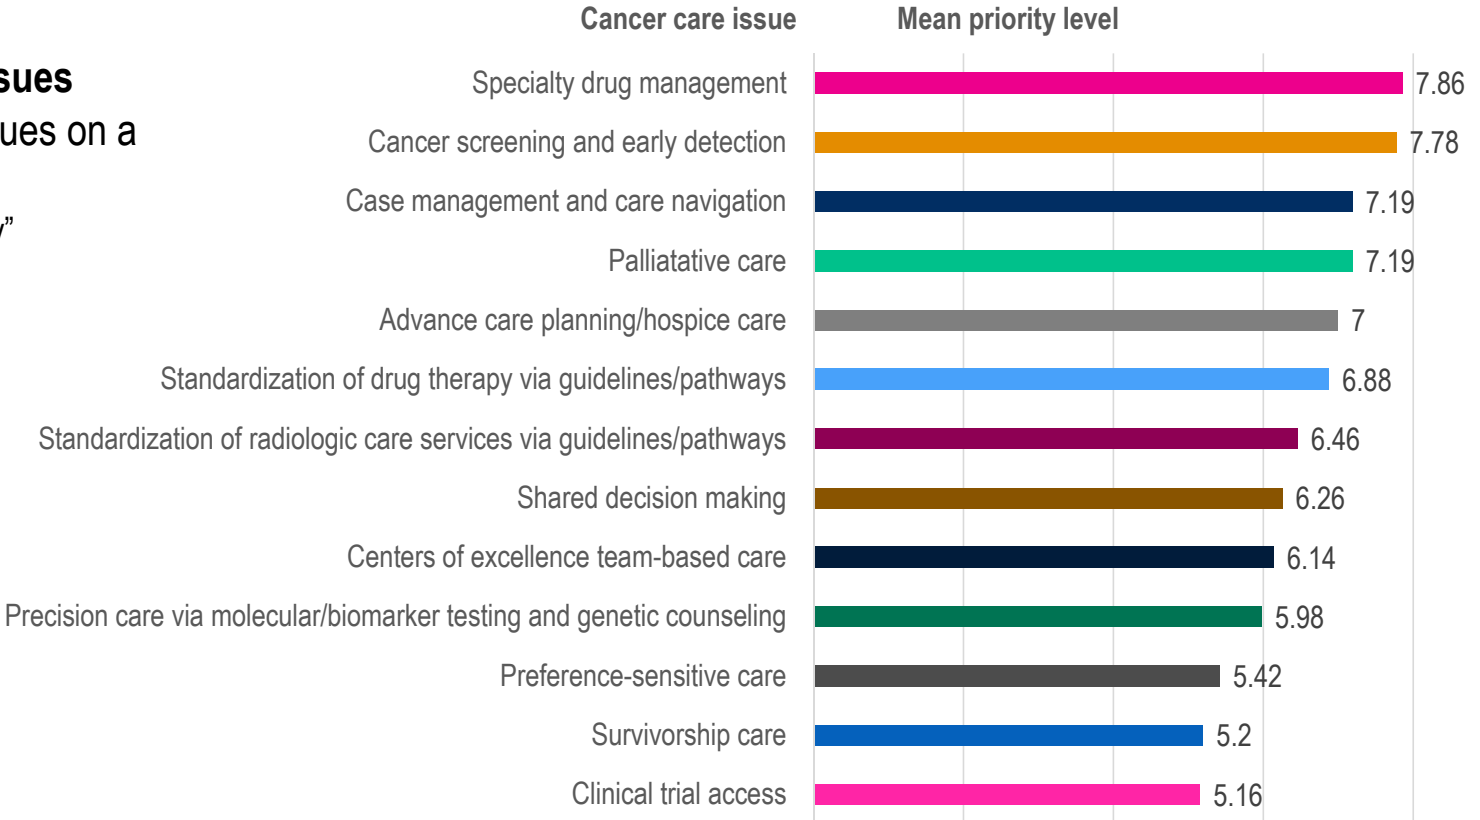 Cancer care issue Mean priority level
sues
ues on a
y”
Specialty drug management 7.86
Cancer screening and early detection 7.78
Case management and care navigation 7.19
Palliatative care 7.19
Advance care planning/hospice care 7
Standardization of drug therapy via guidelines/pathways 6.88
Standardization of radiologic care services via guidelines/pathways 6.46
Shared decision making 6.26
Centers of excellence team-based care 6.14
Precision care via molecular/biomarker testing and genetic counseling 5.98
Preference-sensitive care 5.42
Survivorship care 5.2
Clinical trial access 5.16